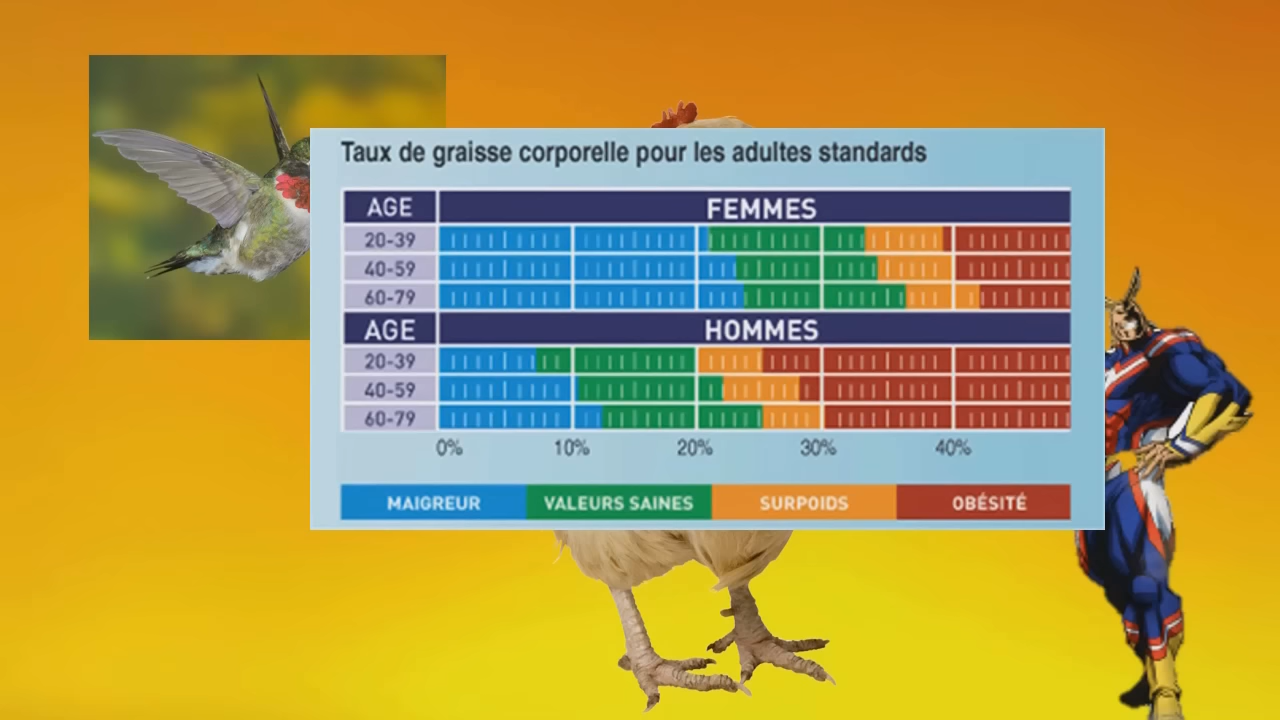 Taux de graisse corporelle pour les adultes standards
AGE FEMMES
20-39
40-59
60-79
AGE HOMMES
20-39
40-59
60-79
0% 10% 20% 30% 40%
MAIGREUR VALEURS SAINES SURPOIDS OBÉSITÉ